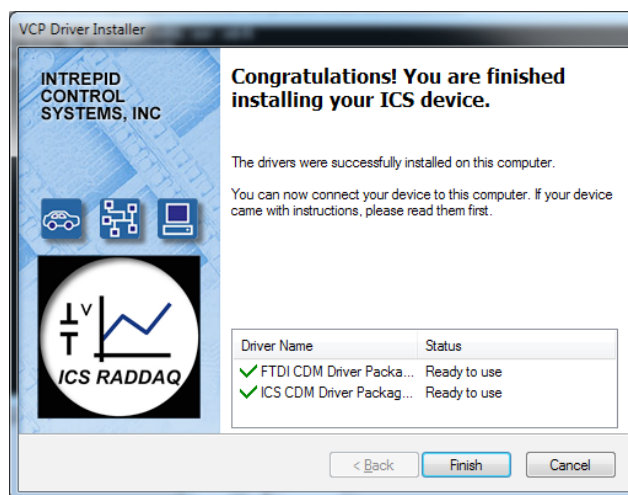 VCP Driver Installer
INTREPID
CONTROL
SYSTEMS, INC
ICS RADDAQ
Congratulations! You are finished
installing your ICS device.
The drivers were successfully installed on this computer.
You can now connect your device to this computer. If your device
came with instructions, please read them first.
Driver Name Status
FTDI CDM Driver Packa... Ready to use
ICS CDM Driver Packag... Ready to use
< Back Finish Cancel